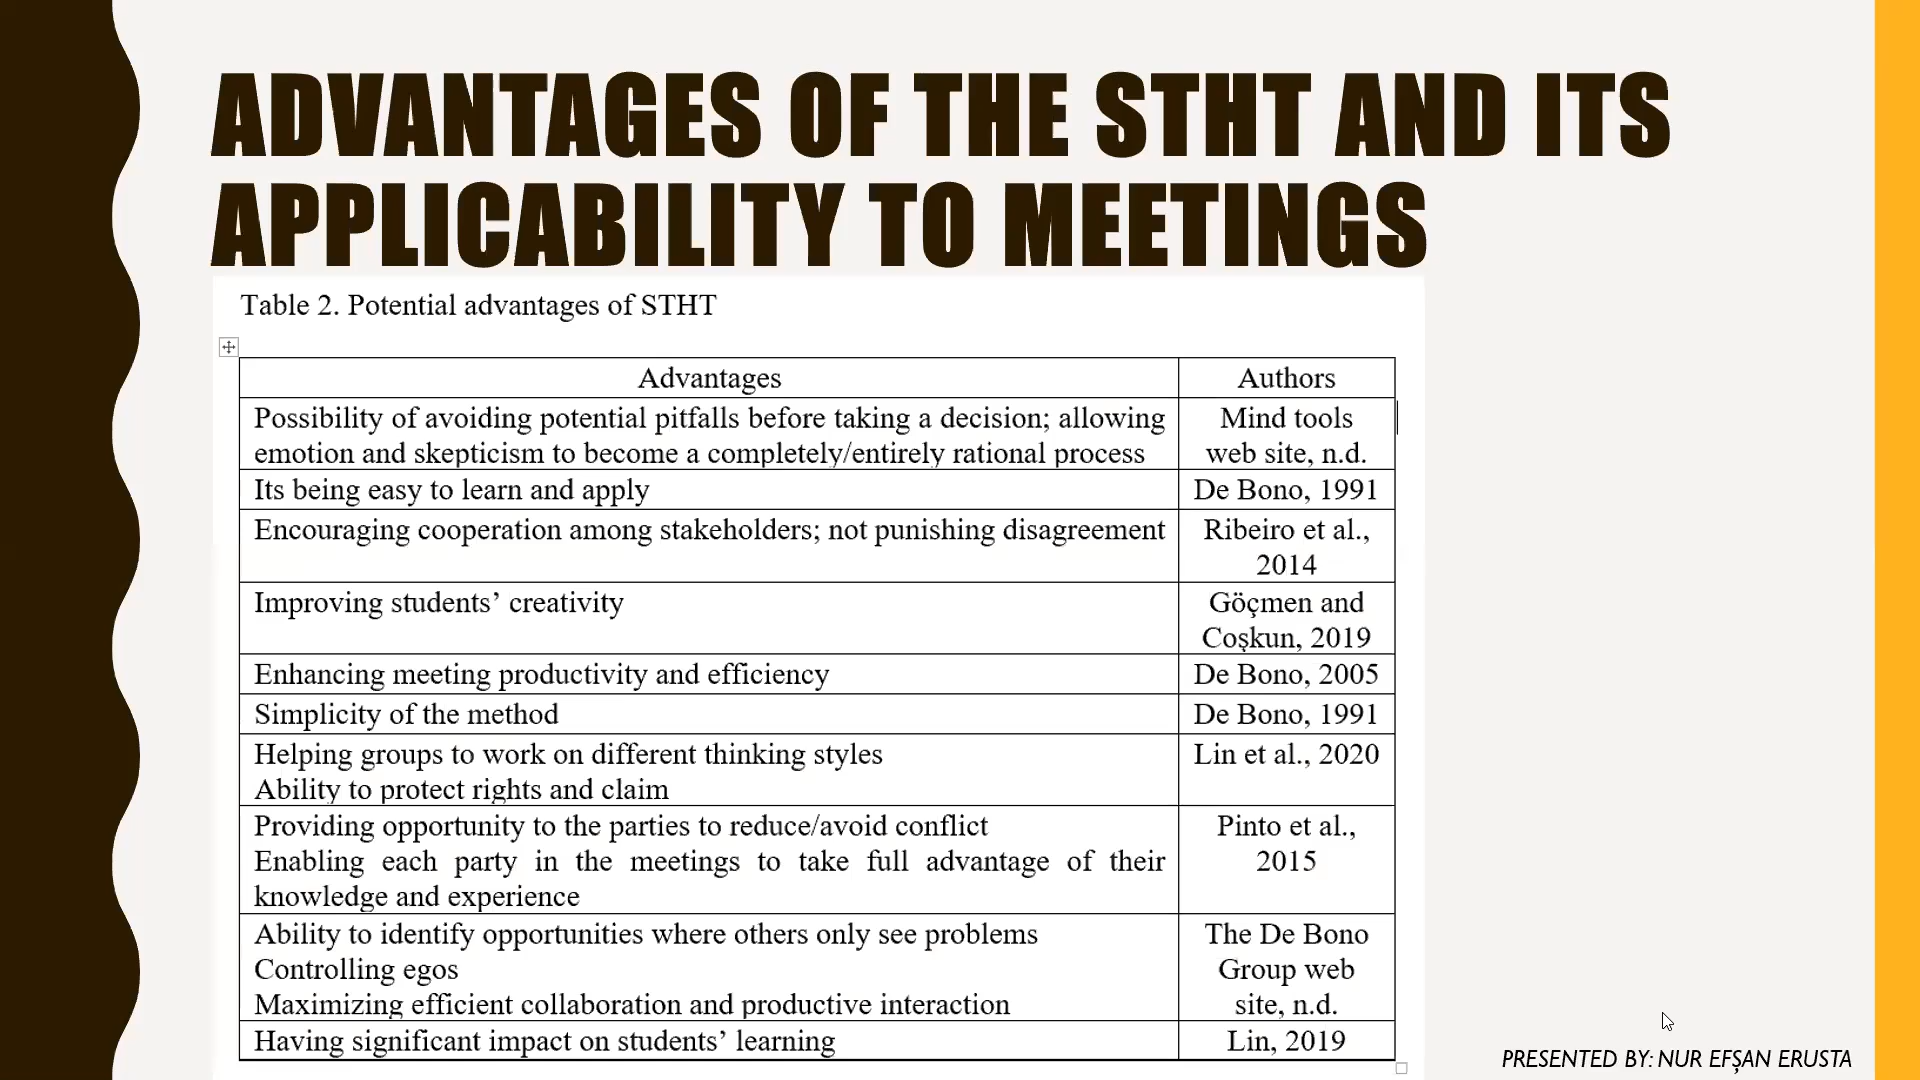 ADVANTAGES OF THE STHT AND ITS
APPLICABILITY TO MEETINGS
Table 2. Potential advantages of STHT
Advantages Authors
Possibility of avoiding potential pitfalls before taking a decision; allowing Mind tools
emotion and skepticism to become a completely/entirely rational process web site, n.d.
Its being easy to learn and apply De Bono, 1991
Encouraging cooperation among stakeholders; not punishing disagreement Ribeiro et al.,
2014
Improving students’ creativity Göçmen and
Coşkun, 2019
Enhancing meeting productivity and efficiency De Bono, 2005
Simplicity of the method De Bono, 1991
Helping groups to work on different thinking styles Lin et al., 2020
Ability to protect rights and claim
Providing opportunity to the parties to reduce/avoid conflict Pinto et al.,
Enabling each party in the meetings to take full advantage of their 2015
knowledge and experience
Ability to identify opportunities where others only see problems The De Bono
Controlling egos Group web
Maximizing efficient collaboration and productive interaction site, n.d.
Having significant impact on students’ learning Lin, 2019
PRESENTED BY: NUR EFŞAN ERUSTA